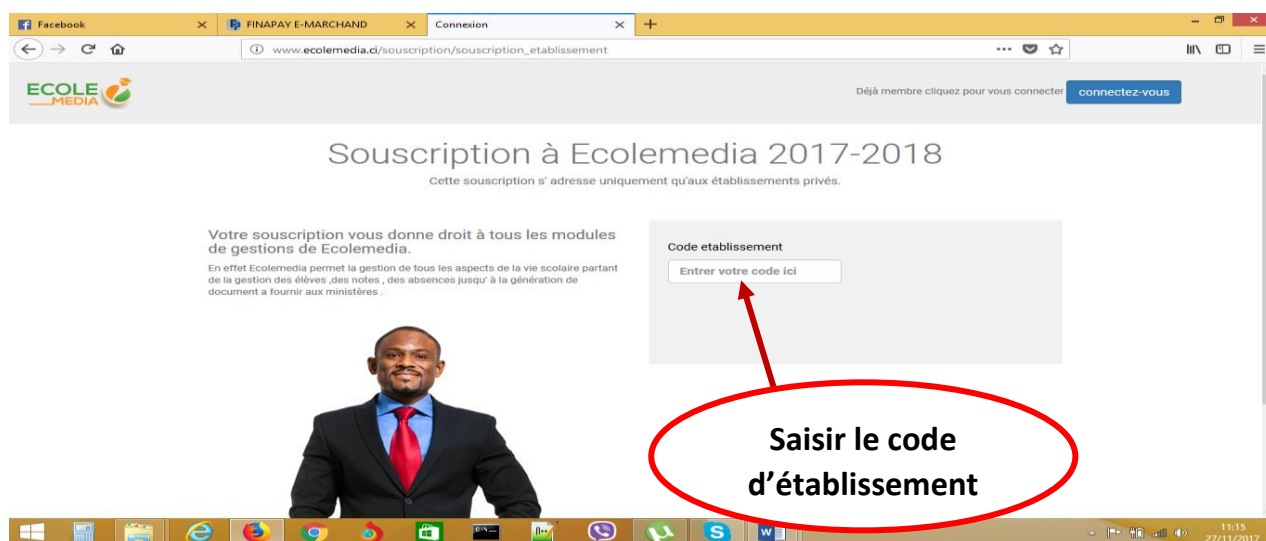 Facebook
FINAPAY E-MARCHAND
Connexion
www.ecolemedia.ci/souscription/souscription_etablissement
ECOLE
MEDIA
Déjà membre cliquez pour vous connecter
connectez-vous
Souscription à Ecolemedia 2017-2018
Cette souscription s' adresse uniquement qu'aux établissements privés.
Votre souscription vous donne droit à tous les modules
de gestions de Ecolemedia.
En effet Ecolemedia permet la gestion de tous les aspects de la vie scolaire partant
de la gestion des élèves ,des notes , des absences jusqu' à la génération de
document a fournir aux ministères .
Code etablissement
Entrer votre code ici
Saisir le code
d’établissement
11:15
27/11/2017